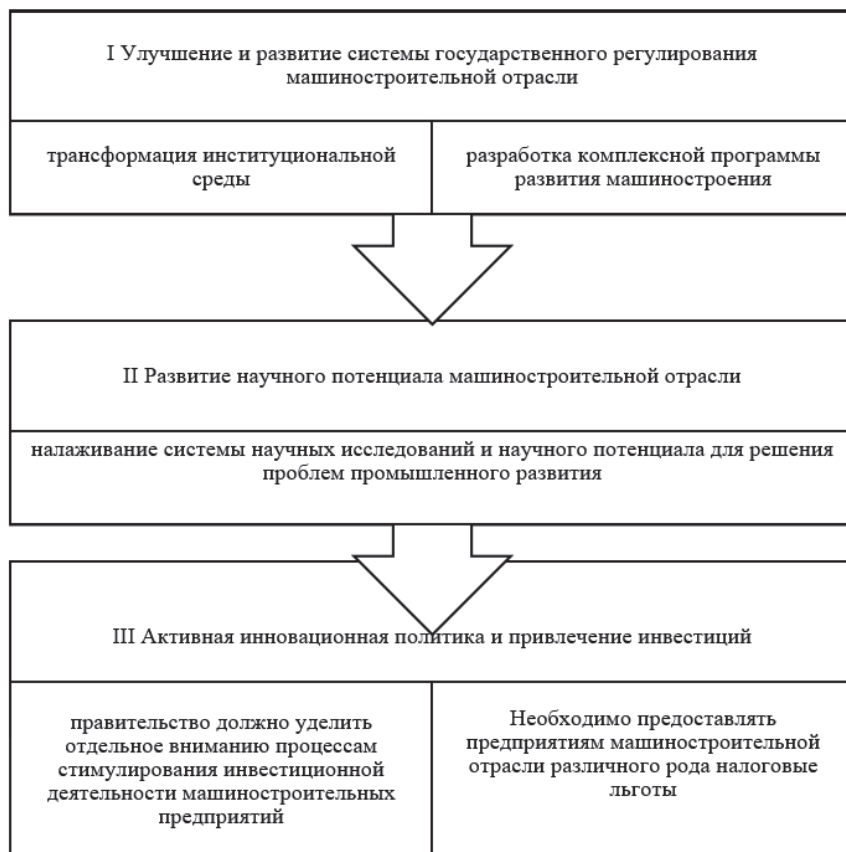 I Улучшение и развитие системы государственного регулирования
машиностроительной отрасли
трансформация институциональной
среды
разработка комплексной программы
развития машиностроения
II Развитие научного потенциала машиностроительной отрасли
налаживание системы научных исследований и научного потенциала для решения
проблем промышленного развития
III Активная инновационная политика и привлечение инвестиций
правительство должно уделить
отдельное вниманию процессам
стимулирования инвестиционной
деятельности машиностроительных
предприятий
Необходимо предоставлять
предприятиям машиностроительной
отрасли различного рода налоговые
льготы